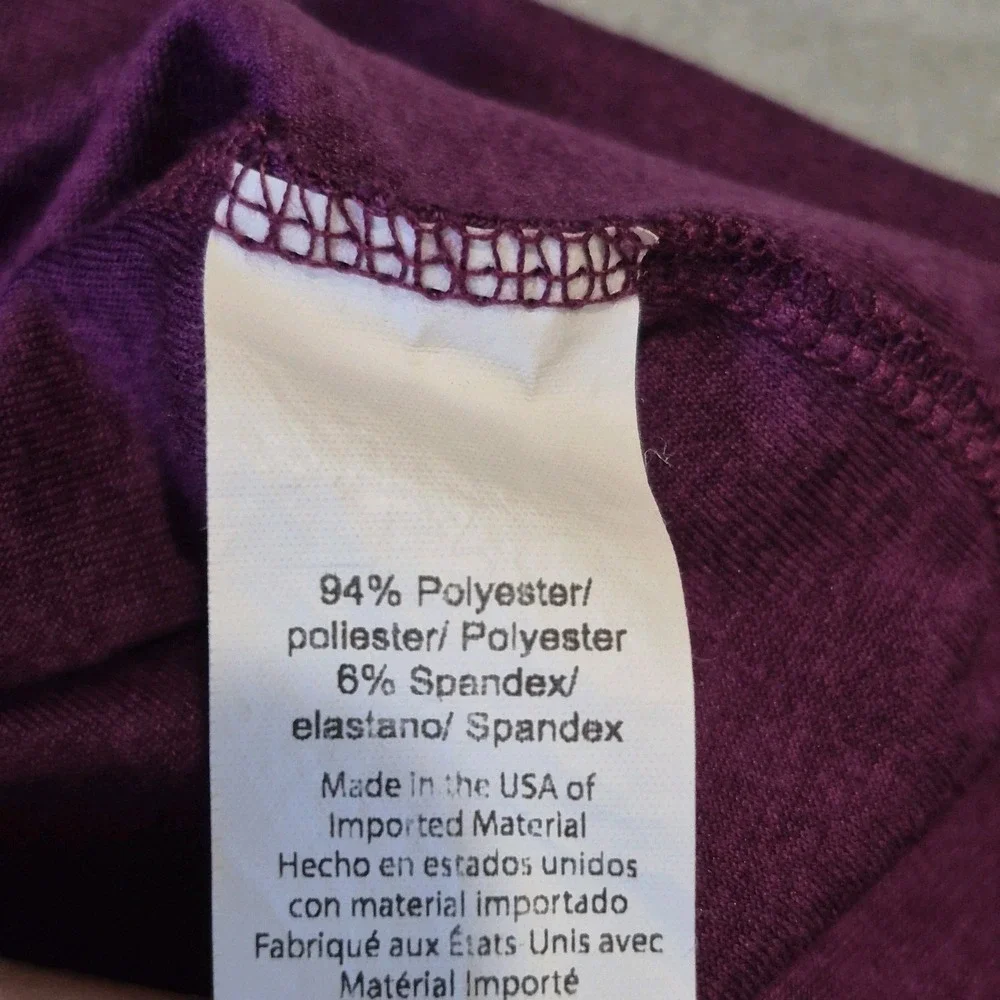 94% Polyester/
poliester/ Polyester
6% Spandex/
elastano/ Spandex
Made in the USA of
Imported Material
Hecho en estados unidos
con material importado
Fabriqué aux États Unis avec
Matérial Importé